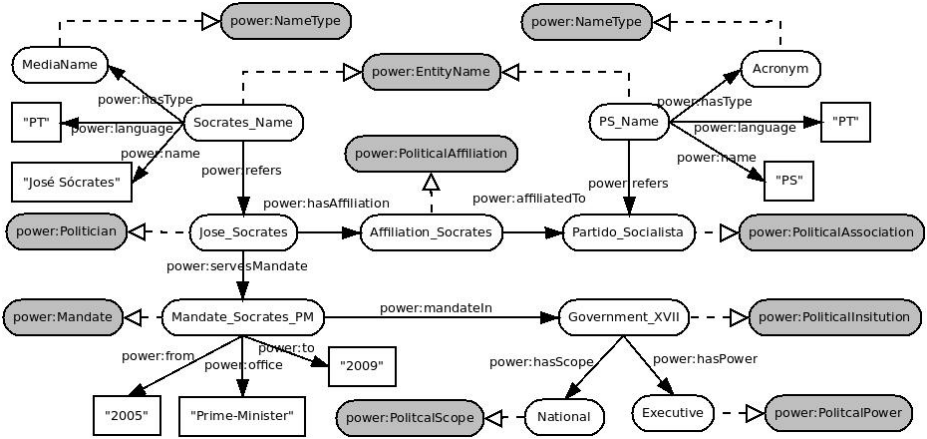 power:NameType
power:NameType
MediaName
power:EntityName
Acronym
power:hasType
power:hasType
"PT"
power:language
Socrates_Name
PS_Name
power:language
"PT"
power:name
power:PoliticalAffiliation
power:name
"José Sócrates"
power:refers
power:refers
"PS"
power:hasAffiliation
power:affiliatedTo
power:Politician
Jose_Socrates
Affiliation_Socrates
Partido_Socialista
power:PoliticalAssociation
power:servesMandate
power:Mandate
Mandate_Socrates_PM
power:mandateIn
Government_XVII
power:PoliticalInsitution
power:from
power:office
power:to
"2009"
power:hasScope
power:hasPower
"2005"
"Prime-Minister"
power:PolitcalScope
National
Executive
power:PolitcalPower